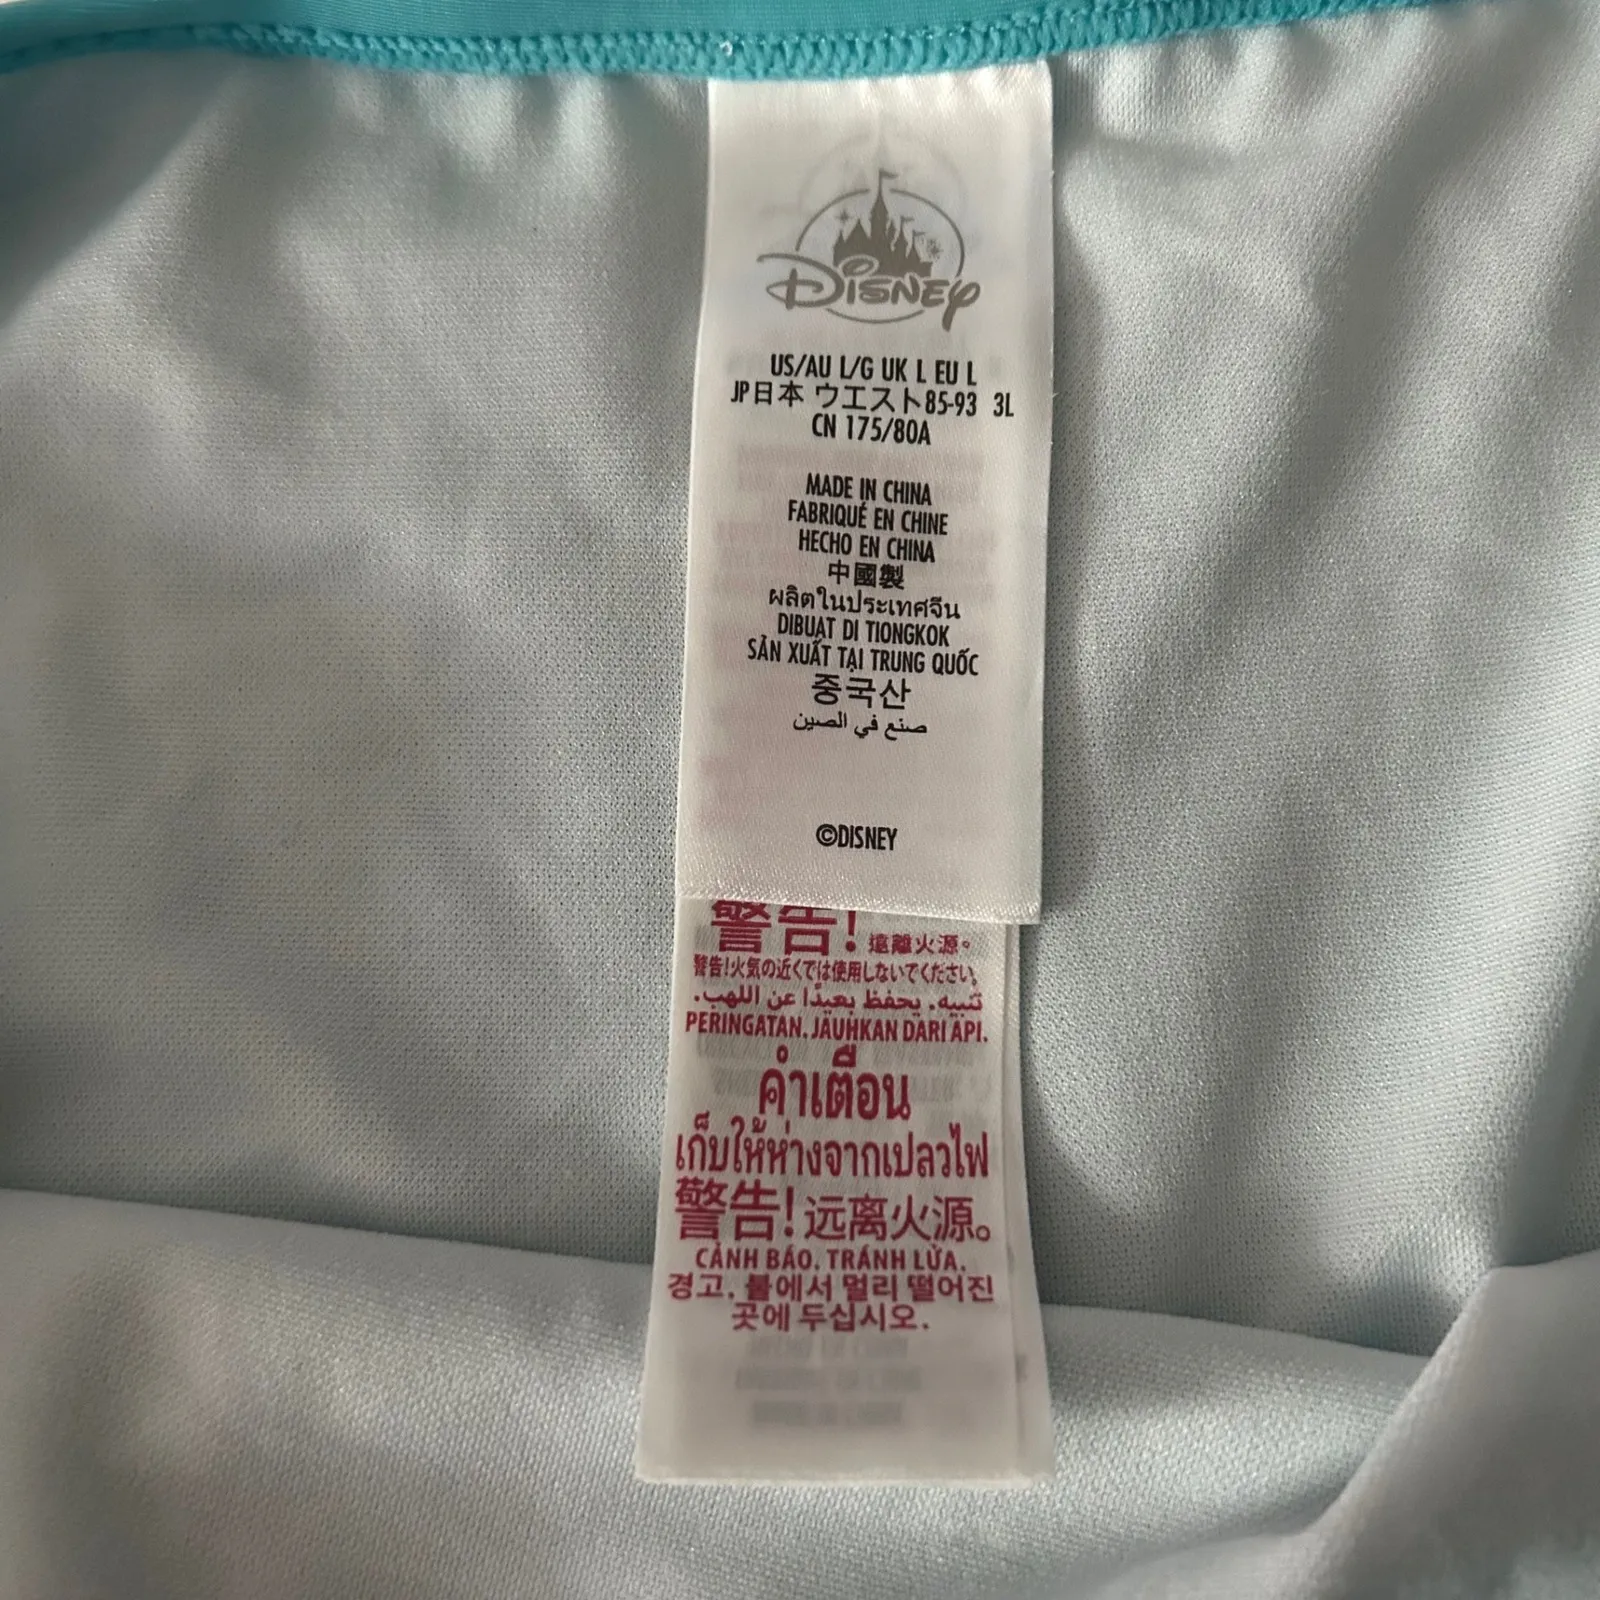 Disney
US/AU L/G UK L EU L
JP日本 ウエスト85-93 3L
CN 175/80A
MADE IN CHINA
FABRIQUÉ EN CHINE
HECHO EN CHINA
中國製
ผลิตในประเทศจีน
DIBUAT DI TIONGKOK
SẢN XUẤT TẠI TRUNG QUỐC
중국산
صنع في الصين
©DISNEY
警告! 遠離火源。
警告!火気の近くでは使用しないでください。
تنبيه. يحفظ بعيدًا عن اللهب.
PERINGATAN. JAUHKAN DARI API.
คำเตือน
เก็บให้ห่างจากเปลวไฟ
警告! 远离火源。
CẢNH BÁO. TRÁNH LỬA.
경고. 불에서 멀리 떨어진
곳에 두십시오.